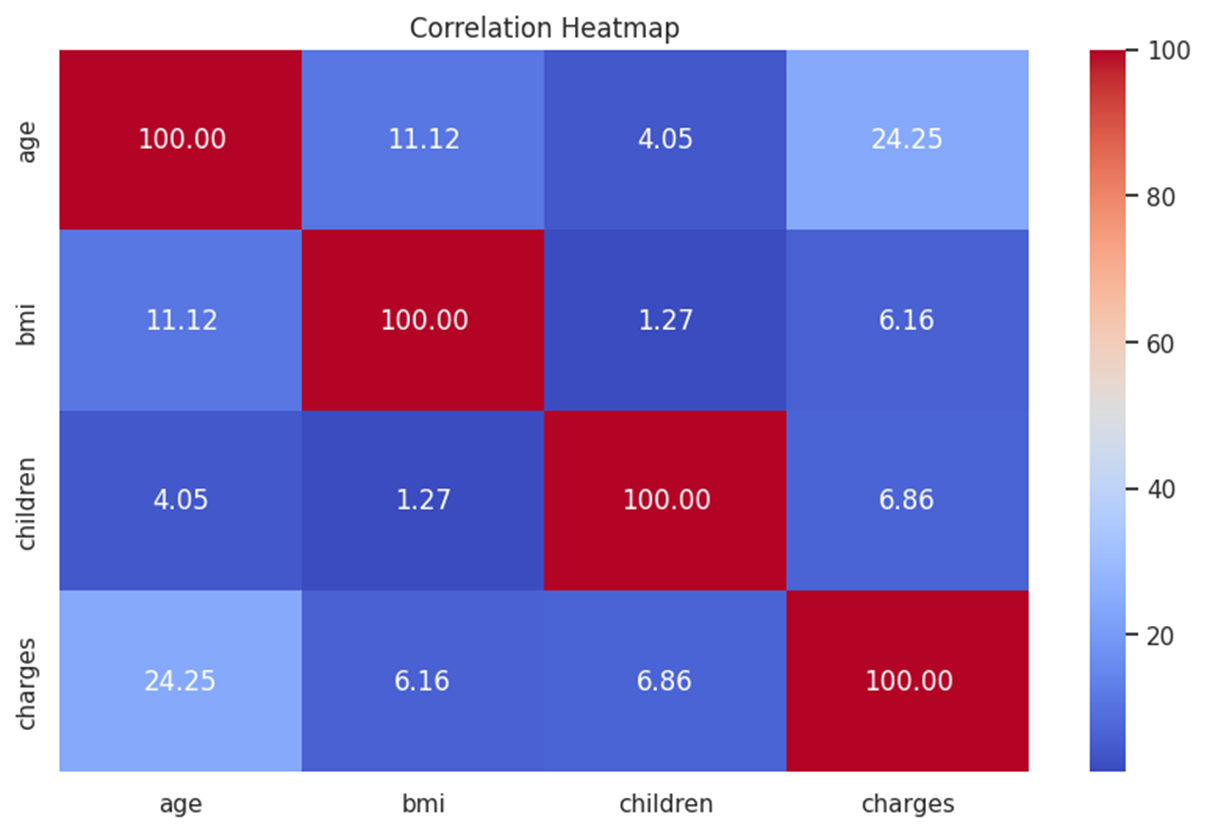 Correlation Heatmap
age 100.00 11.12 4.05 24.25
bmi 11.12 100.00 1.27 6.16
children 4.05 1.27 100.00 6.86
charges 24.25 6.16 6.86 100.00
age bmi children charges
100
80
60
40
20